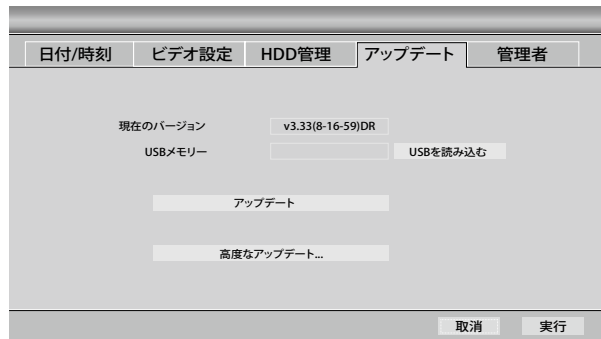 日付/時刻 ビデオ設定 HDD管理 アップデート 管理者
現在のバージョン v3.33(8-16-59)DR
USBメモリー USBを読み込む
アップデート
高度なアップデート...
取消 実行